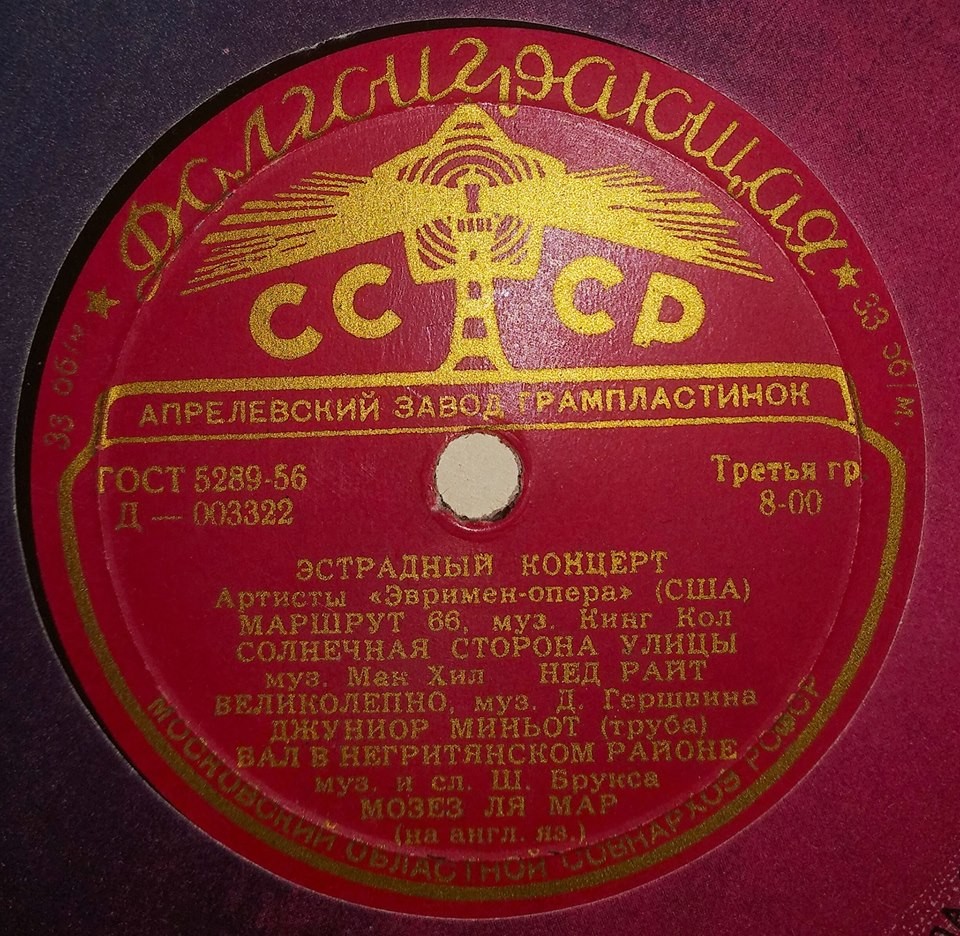 Долгоиграющая
33 об/м
33 об/м.
СССР
АПРЕЛЕВСКИЙ ЗАВОД ГРАМПЛАСТИНОК
ГОСТ 5289-56
Д — 003322
Третья гр.
8-00
ЭСТРАДНЫЙ КОНЦЕРТ
Артисты «Эвримен-опера» (США)
МАРШРУТ 66, муз. Кинг Кол
СОЛНЕЧНАЯ СТОРОНА УЛИЦЫ
муз. Мак Хил НЕД РАЙТ
ВЕЛИКОЛЕПНО, муз. Д. Гершвина
ДЖУНИОР МИНЬОТ (труба)
БАЛ В НЕГРИТЯНСКОМ РАЙОНЕ
муз. и сл. Ш. Брукса
МОЗЕЗ ЛЯ МАР
(на англ. яз.)
МОСКОВСКИЙ ОБЛАСТНОЙ СОВНАРХОЗ РСФСР